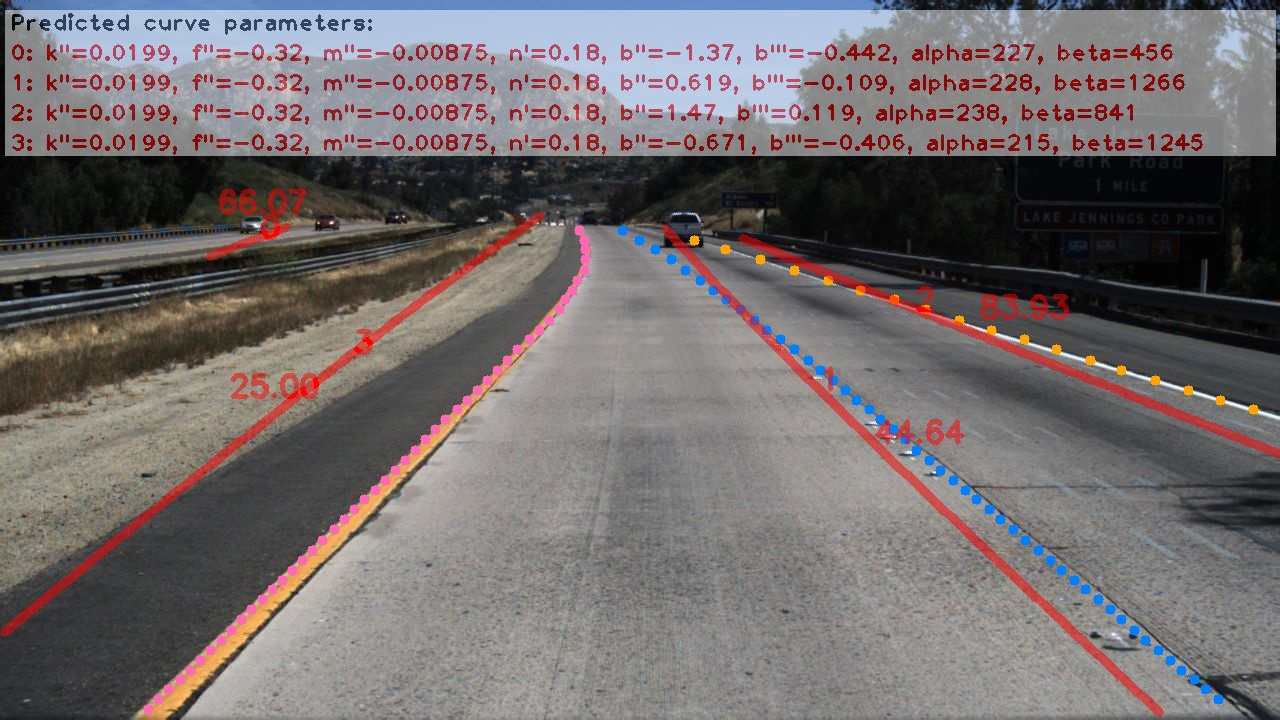 Predicted curve parameters:
0: k''=0.0199, f''=-0.32, m''=-0.00875, n'=0.18, b''=-1.37, b'''=-0.442, alpha=227, beta=456
1: k''=0.0199, f''=-0.32, m''=-0.00875, n'=0.18, b''=0.619, b'''=-0.109, alpha=228, beta=1266
2: k''=0.0199, f''=-0.32, m''=-0.00875, n'=0.18, b''=1.47, b'''=0.119, alpha=238, beta=841
3: k''=0.0199, f''=-0.32, m''=-0.00875, n'=0.18, b''=-0.671, b'''=-0.406, alpha=215, beta=1245
Park Road
1 MILE
LAKE JENNINGS CO PARK
66.07
0
2
83.93
3
25.00
1
44.64